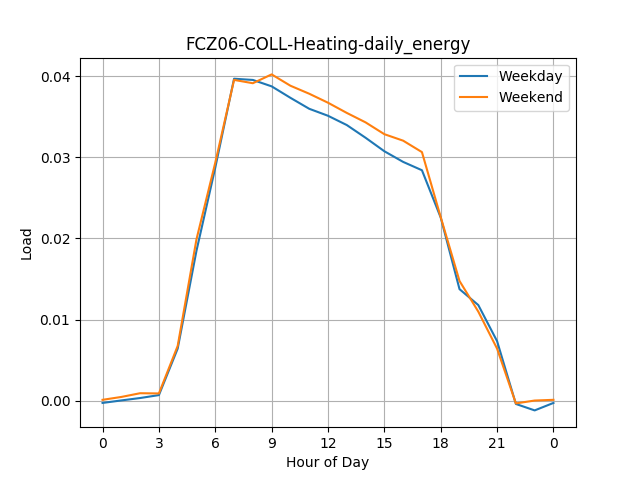 FCZ06-COLL-Heating-daily_energy
Weekday
Weekend
0.04
0.03
0.02
0.01
0.00
Load
0 3 6 9 12 15 18 21 0
Hour of Day